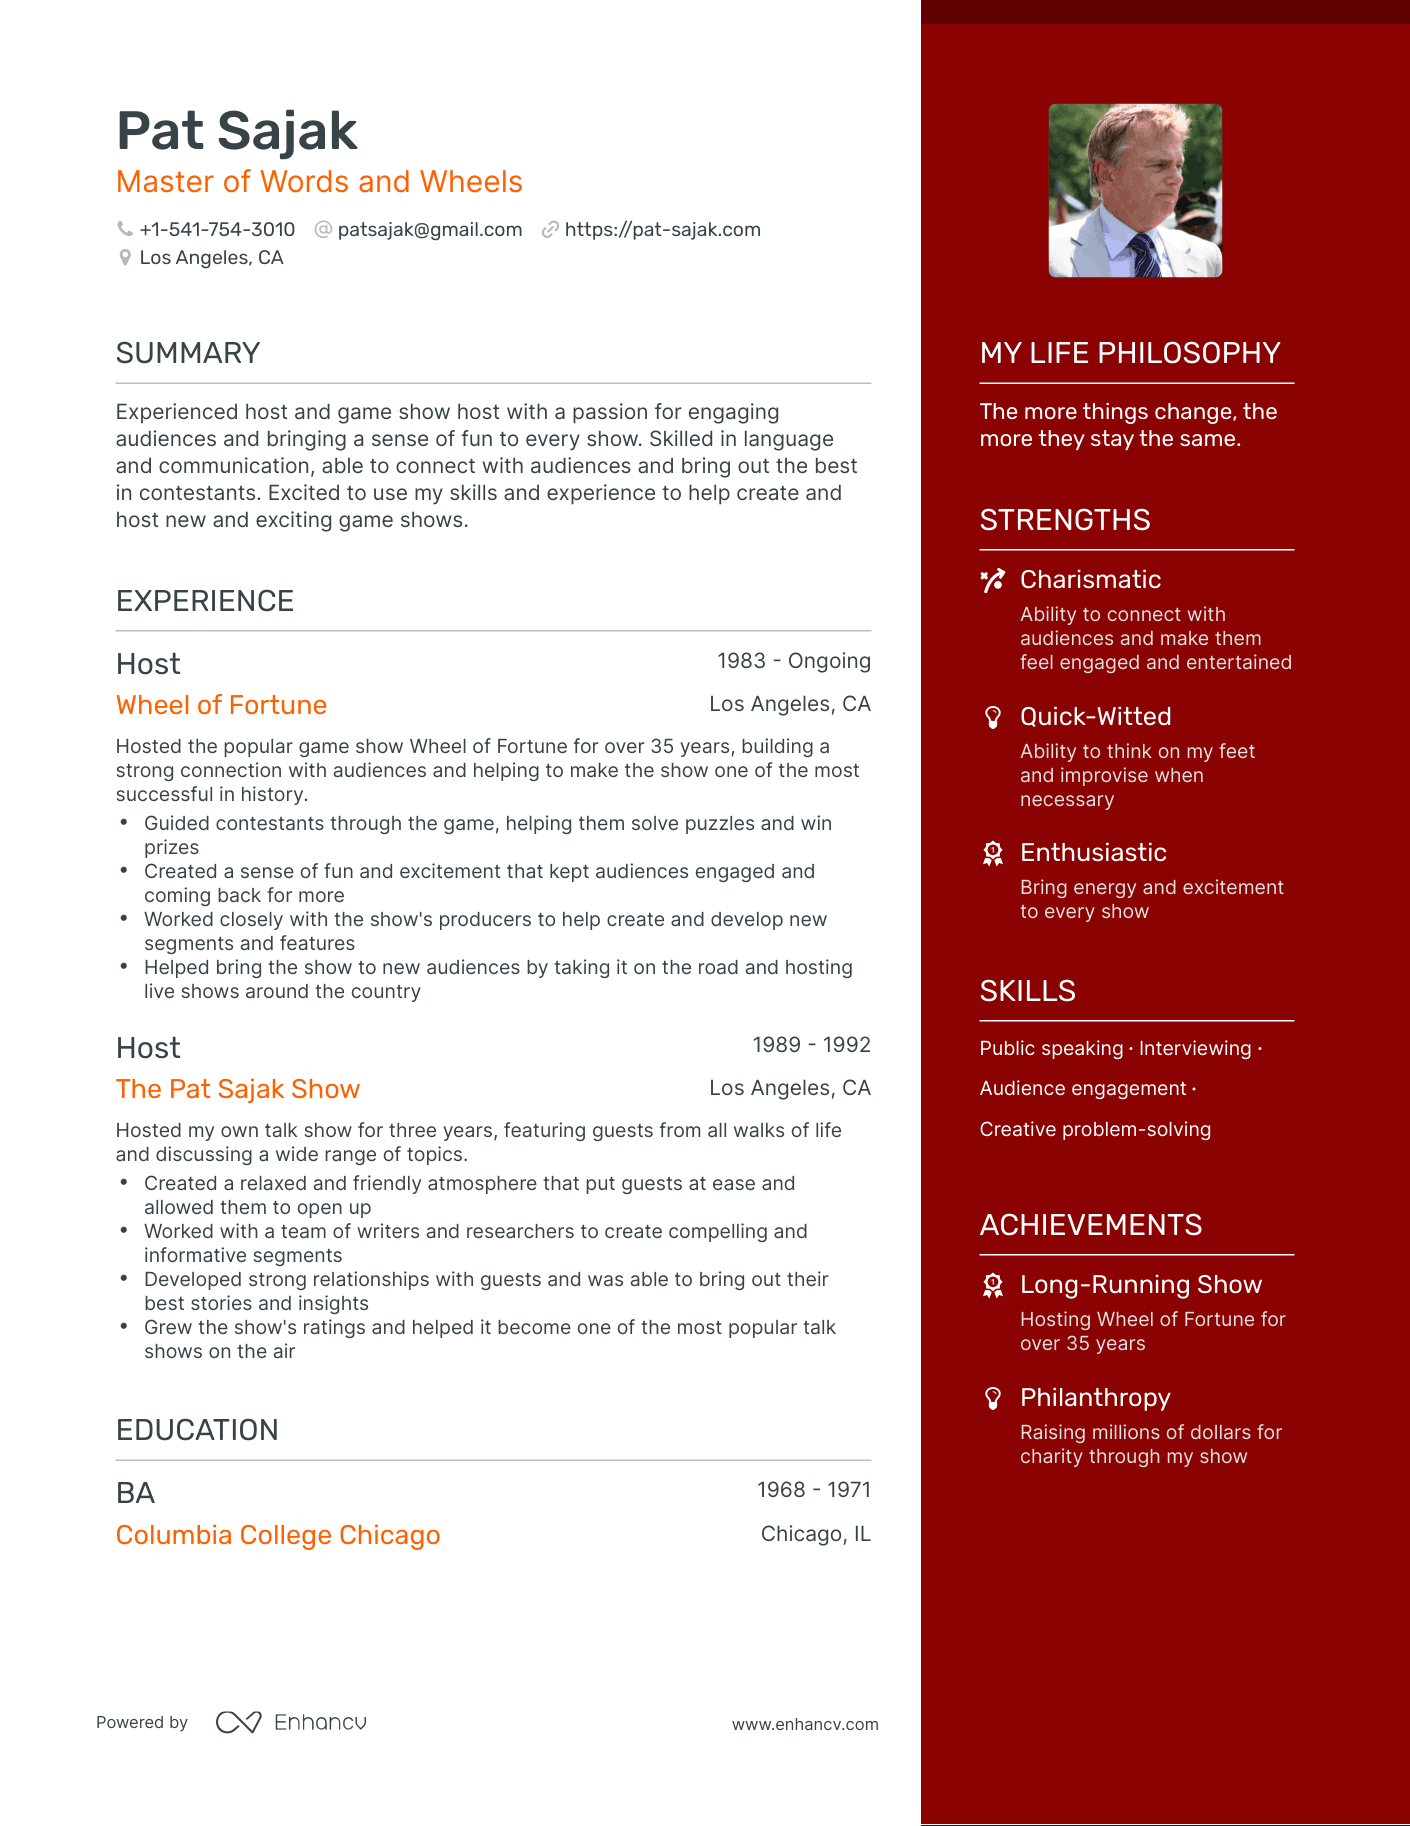 Pat Sajak
Master of Words and Wheels
+1-541-754-3010 patsajak@gmail.com https://pat-sajak.com
Los Angeles, CA
SUMMARY
Experienced host and game show host with a passion for engaging
audiences and bringing a sense of fun to every show. Skilled in language
and communication, able to connect with audiences and bring out the best
in contestants. Excited to use my skills and experience to help create and
host new and exciting game shows.
EXPERIENCE
Host 1983 - Ongoing
Wheel of Fortune Los Angeles, CA
Hosted the popular game show Wheel of Fortune for over 35 years, building a
strong connection with audiences and helping to make the show one of the most
successful in history.
• Guided contestants through the game, helping them solve puzzles and win
prizes
• Created a sense of fun and excitement that kept audiences engaged and
coming back for more
• Worked closely with the show's producers to help create and develop new
segments and features
• Helped bring the show to new audiences by taking it on the road and hosting
live shows around the country
Host 1989 - 1992
The Pat Sajak Show Los Angeles, CA
Hosted my own talk show for three years, featuring guests from all walks of life
and discussing a wide range of topics.
• Created a relaxed and friendly atmosphere that put guests at ease and
allowed them to open up
• Worked with a team of writers and researchers to create compelling and
informative segments
• Developed strong relationships with guests and was able to bring out their
best stories and insights
• Grew the show's ratings and helped it become one of the most popular talk
shows on the air
EDUCATION
BA 1968 - 1971
Columbia College Chicago Chicago, IL
MY LIFE PHILOSOPHY
The more things change, the
more they stay the same.
STRENGTHS
Charismatic
Ability to connect with
audiences and make them
feel engaged and entertained
Quick-Witted
Ability to think on my feet
and improvise when
necessary
Enthusiastic
Bring energy and excitement
to every show
SKILLS
Public speaking · Interviewing ·
Audience engagement ·
Creative problem-solving
ACHIEVEMENTS
Long-Running Show
Hosting Wheel of Fortune for
over 35 years
Philanthropy
Raising millions of dollars for
charity through my show
Powered by Enhancv www.enhancv.com